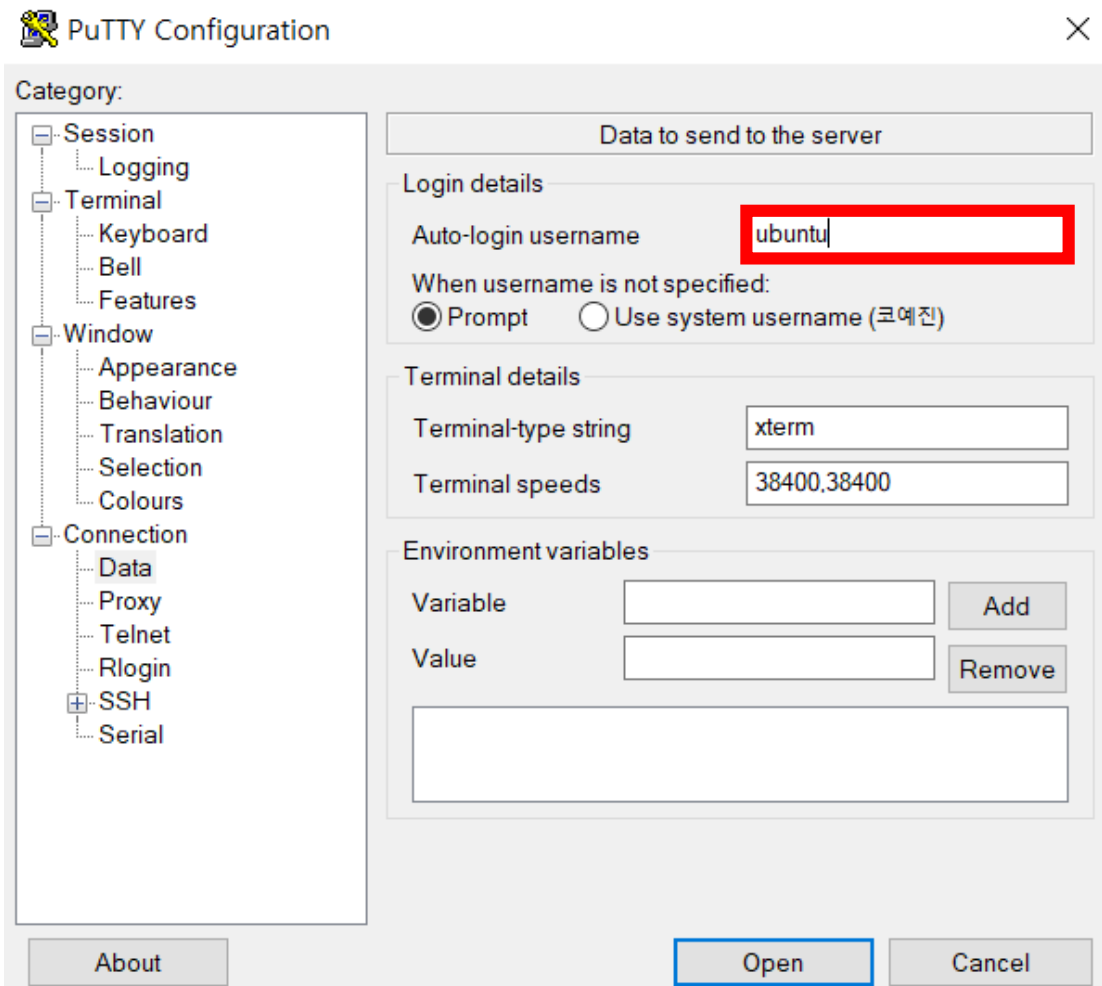 PuTTY Configuration
Category:
Session
Logging
Terminal
Keyboard
Bell
Features
Window
Appearance
Behaviour
Translation
Selection
Colours
Connection
Data
Proxy
Telnet
Rlogin
SSH
Serial
Data to send to the server
Login details
Auto-login username ubuntu
When username is not specified:
Prompt Use system username (코예진)
Terminal details
Terminal-type string xterm
Terminal speeds 38400,38400
Environment variables
Variable Add
Value Remove
About Open Cancel